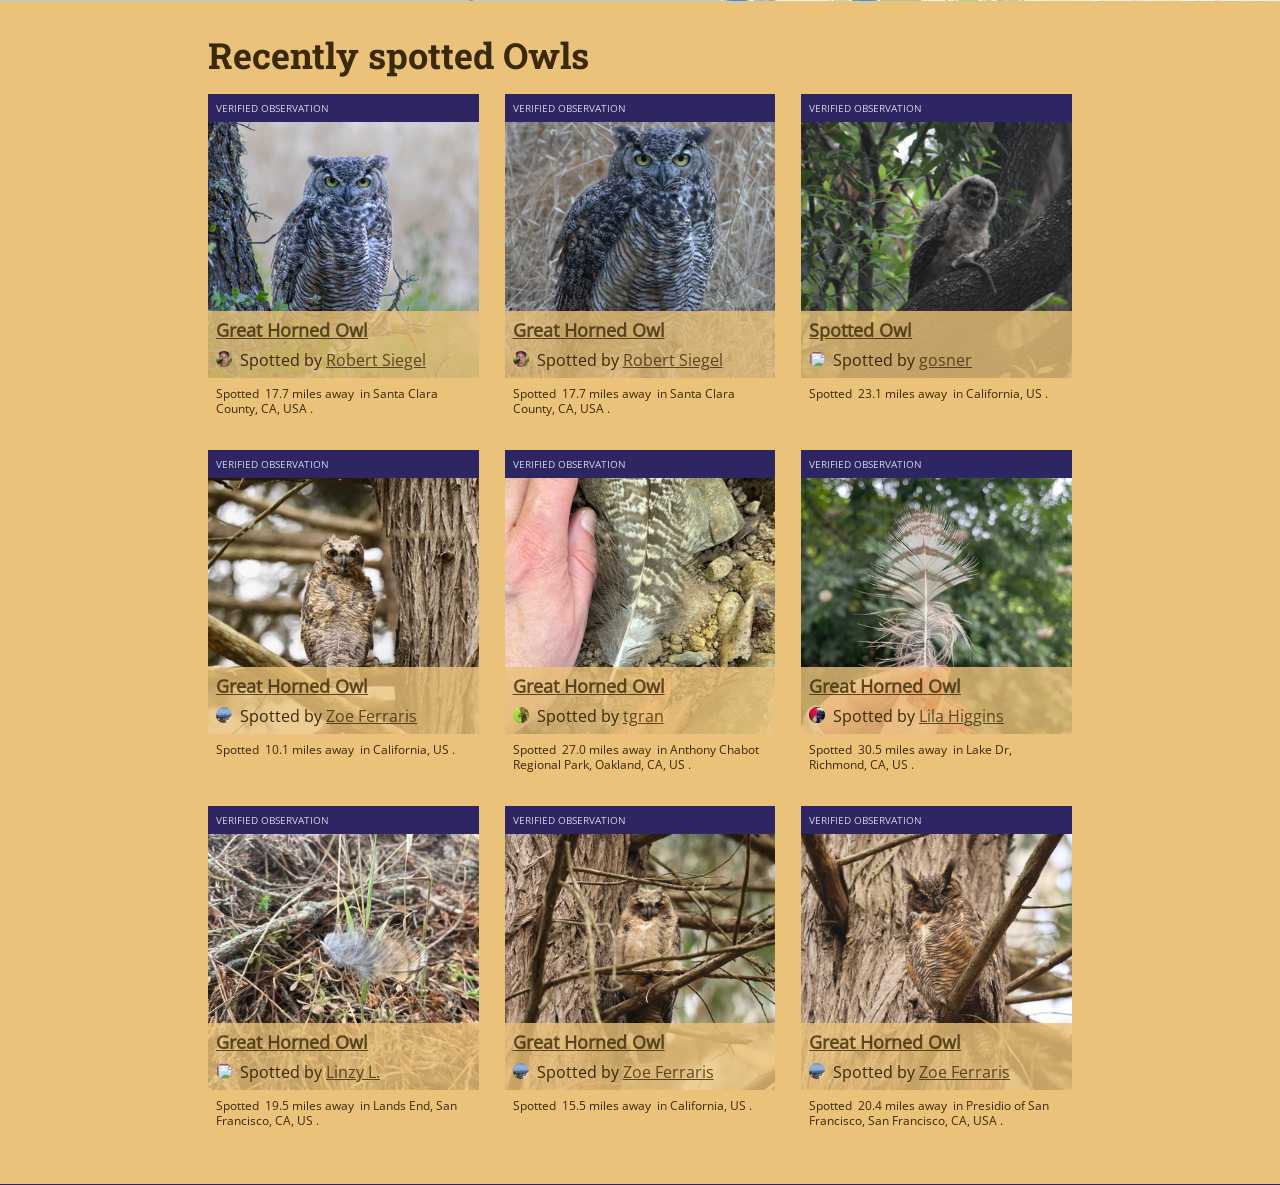 Recently spotted Owls
VERIFIED OBSERVATION
Great Horned Owl
Spotted by Robert Siegel
Spotted 17.7 miles away in Santa Clara
County, CA, USA .
VERIFIED OBSERVATION
Great Horned Owl
Spotted by Robert Siegel
Spotted 17.7 miles away in Santa Clara
County, CA, USA .
VERIFIED OBSERVATION
Spotted Owl
Spotted by gosner
Spotted 23.1 miles away in California, US .
VERIFIED OBSERVATION
Great Horned Owl
Spotted by Zoe Ferraris
Spotted 10.1 miles away in California, US .
VERIFIED OBSERVATION
Great Horned Owl
Spotted by tgran
Spotted 27.0 miles away in Anthony Chabot
Regional Park, Oakland, CA, US .
VERIFIED OBSERVATION
Great Horned Owl
Spotted by Lila Higgins
Spotted 30.5 miles away in Lake Dr,
Richmond, CA, US .
VERIFIED OBSERVATION
Great Horned Owl
Spotted by Linzy L.
Spotted 19.5 miles away in Lands End, San
Francisco, CA, US .
VERIFIED OBSERVATION
Great Horned Owl
Spotted by Zoe Ferraris
Spotted 15.5 miles away in California, US .
VERIFIED OBSERVATION
Great Horned Owl
Spotted by Zoe Ferraris
Spotted 20.4 miles away in Presidio of San
Francisco, San Francisco, CA, USA .